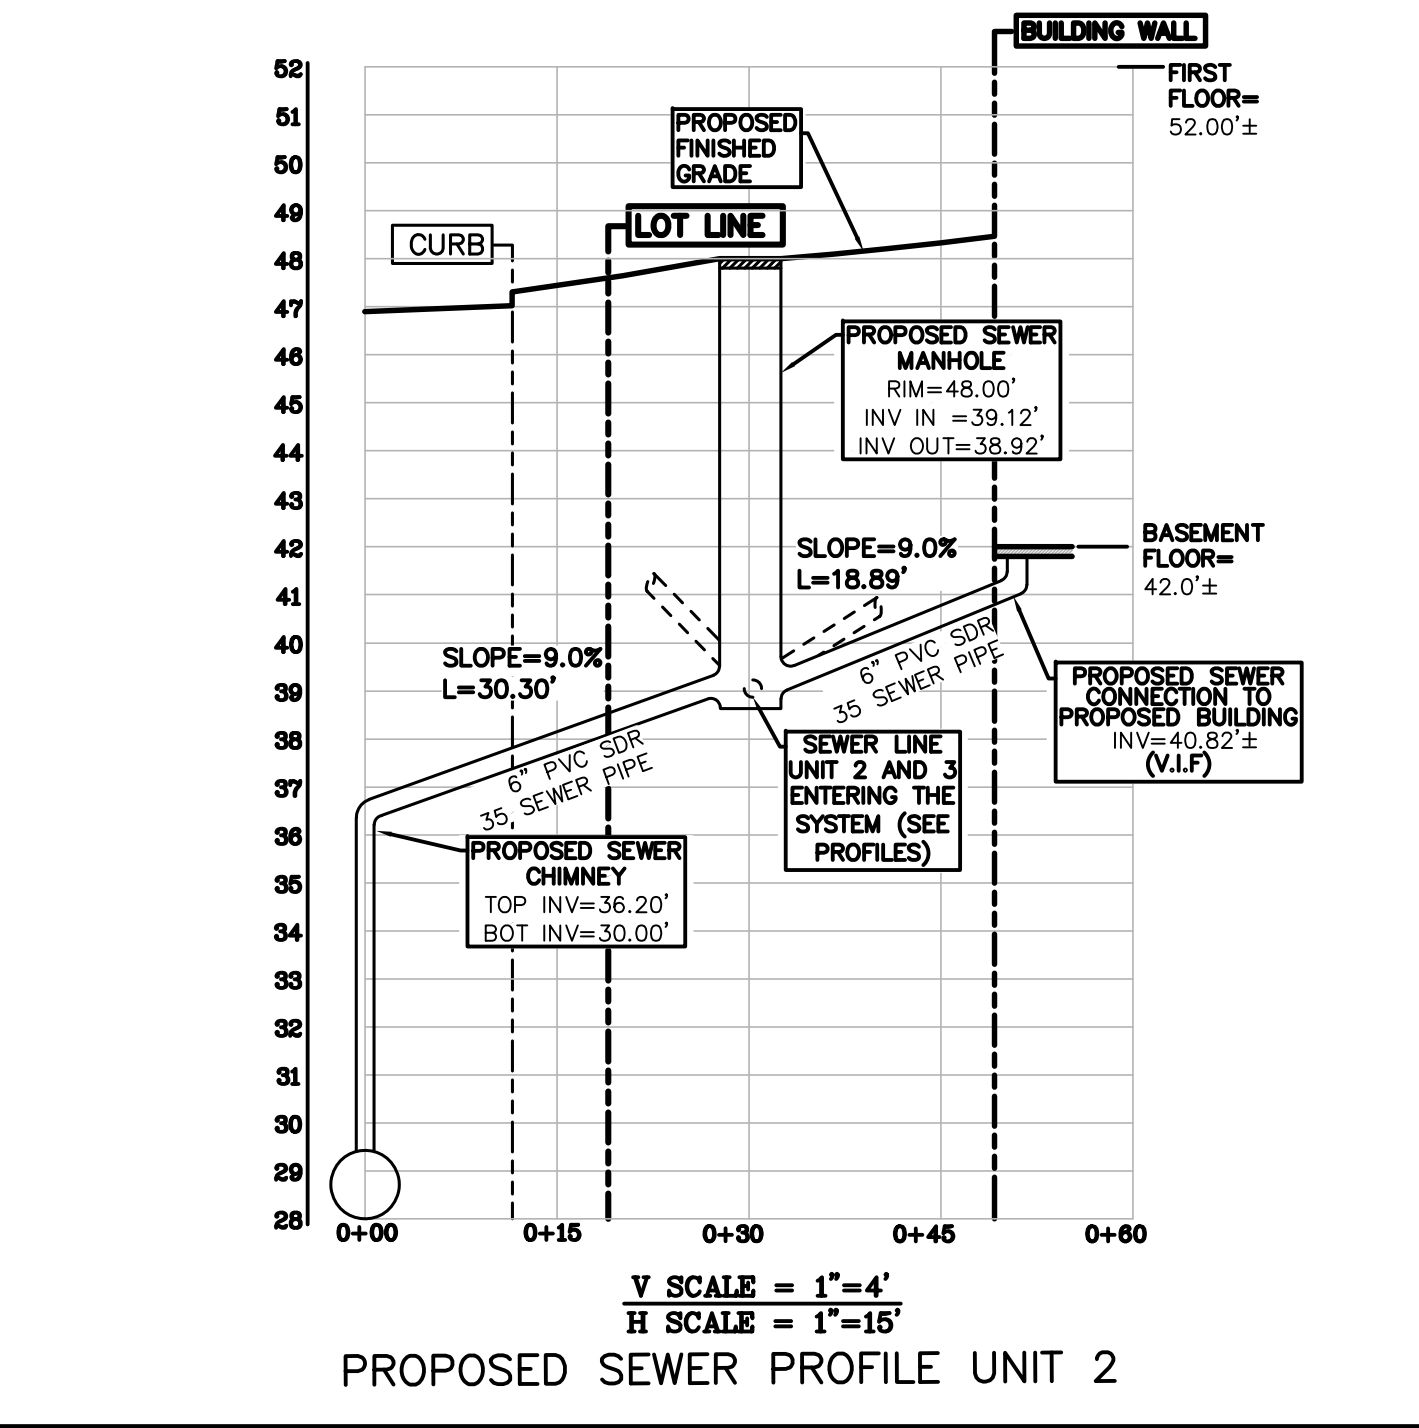 BUILDING WALL
FIRST
FLOOR=
52.00'±
52
51
50
49
48
47
46
45
44
43
42
41
40
39
38
37
36
35
34
33
32
31
30
29
28
PROPOSED
FINISHED
GRADE
LOT LINE
CURB
PROPOSED SEWER
MANHOLE
RIM=48.00'
INV IN =39.12'
INV OUT=38.92'
SLOPE=9.0%
L=18.89'
BASEMENT
FLOOR=
42.0'±
6" PVC SDR
35 SEWER PIPE
SLOPE=9.0%
L=30.30'
6" PVC SDR
35 SEWER PIPE
PROPOSED SEWER
CONNECTION TO
PROPOSED BUILDING
INV=40.82'±
(V.I.F)
SEWER LINE
UNIT 2 AND 3
ENTERING THE
SYSTEM (SEE
PROFILES)
PROPOSED SEWER
CHIMNEY
TOP INV=36.20'
BOT INV=30.00'
0+00 0+15 0+30 0+45 0+60
V SCALE = 1"=4'
H SCALE = 1"=15'
PROPOSED SEWER PROFILE UNIT 2